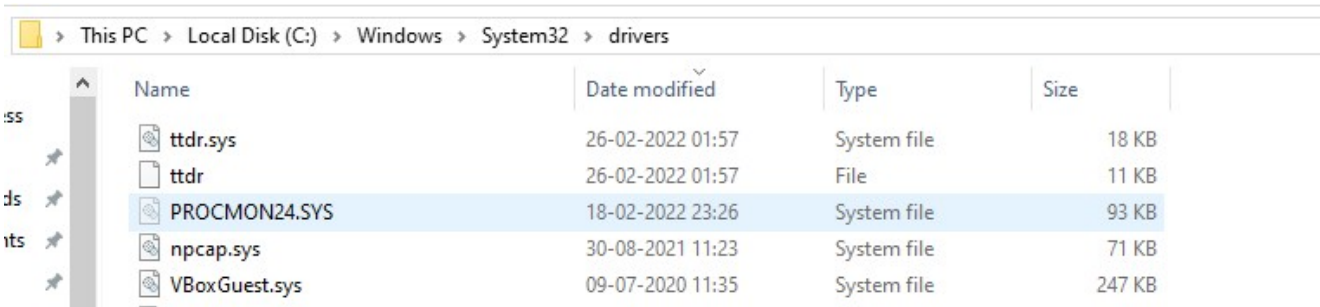 This PC > Local Disk (C:) > Windows > System32 > drivers
Name Date modified Type Size
ess
ttdr.sys 26-02-2022 01:57 System file 18 KB
ttdr 26-02-2022 01:57 File 11 KB
ds PROCMON24.SYS 18-02-2022 23:26 System file 93 KB
nts npcap.sys 30-08-2021 11:23 System file 71 KB
VBoxGuest.sys 09-07-2020 11:35 System file 247 KB